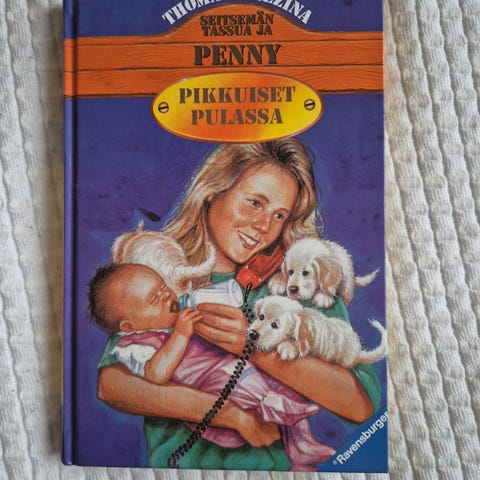 SEITSEMÄN
TASSUA JA
PENNY
PIKKUISET
PULASSA
Ravensburger